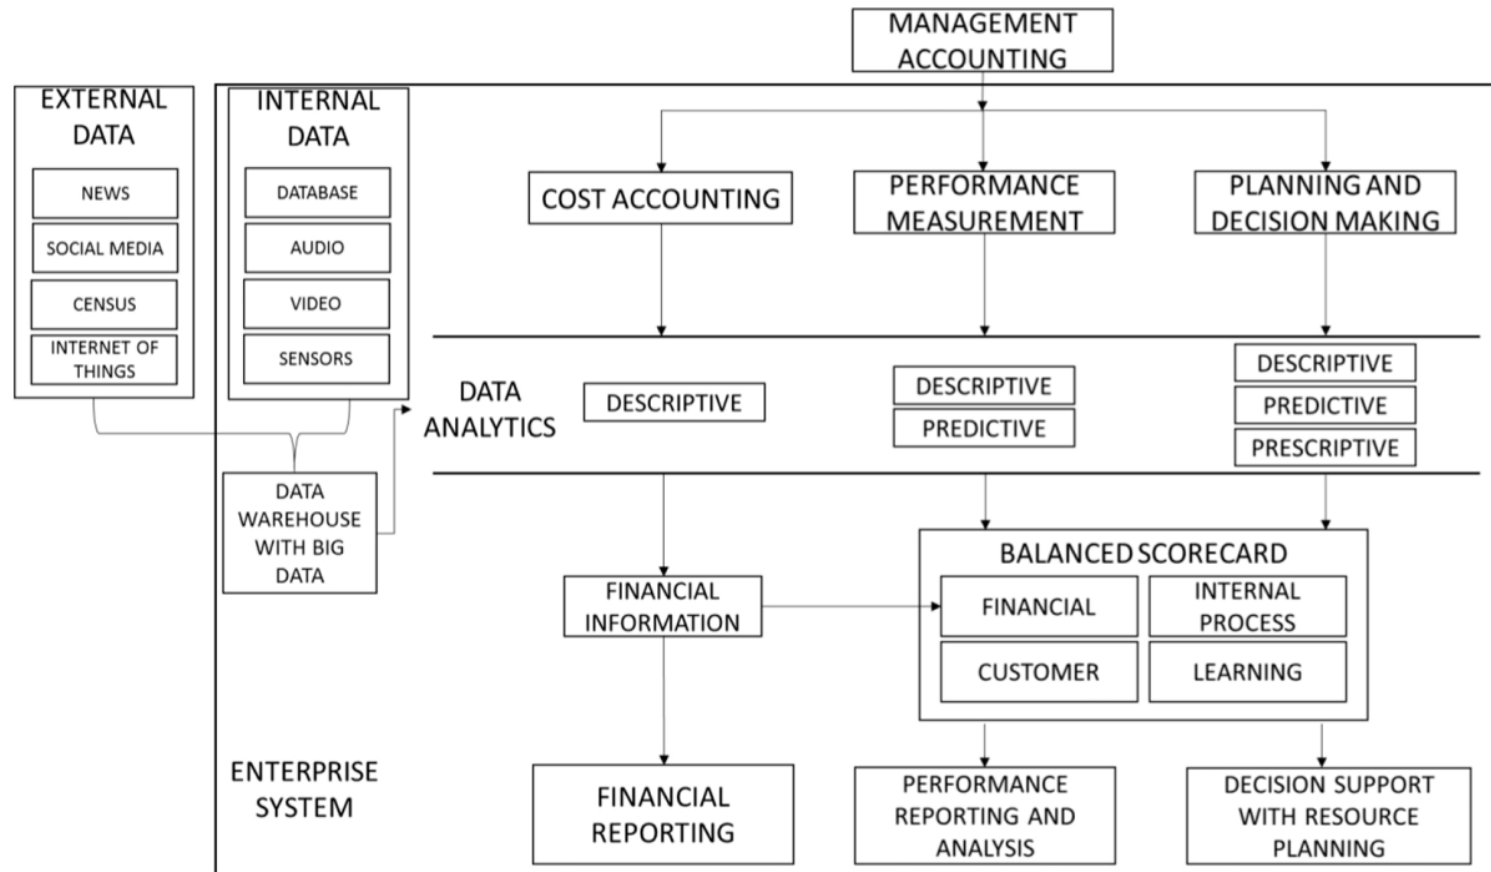 MANAGEMENT
ACCOUNTING
EXTERNAL
DATA
NEWS
SOCIAL MEDIA
CENSUS
INTERNET OF
THINGS
INTERNAL
DATA
DATABASE
AUDIO
VIDEO
SENSORS
COST ACCOUNTING
PERFORMANCE
MEASUREMENT
PLANNING AND
DECISION MAKING
DATA
ANALYTICS
DESCRIPTIVE
DESCRIPTIVE
PREDICTIVE
DESCRIPTIVE
PREDICTIVE
PRESCRIPTIVE
DATA
WAREHOUSE
WITH BIG
DATA
FINANCIAL
INFORMATION
BALANCED SCORECARD
FINANCIAL
INTERNAL
PROCESS
CUSTOMER
LEARNING
ENTERPRISE
SYSTEM
FINANCIAL
REPORTING
PERFORMANCE
REPORTING AND
ANALYSIS
DECISION SUPPORT
WITH RESOURCE
PLANNING